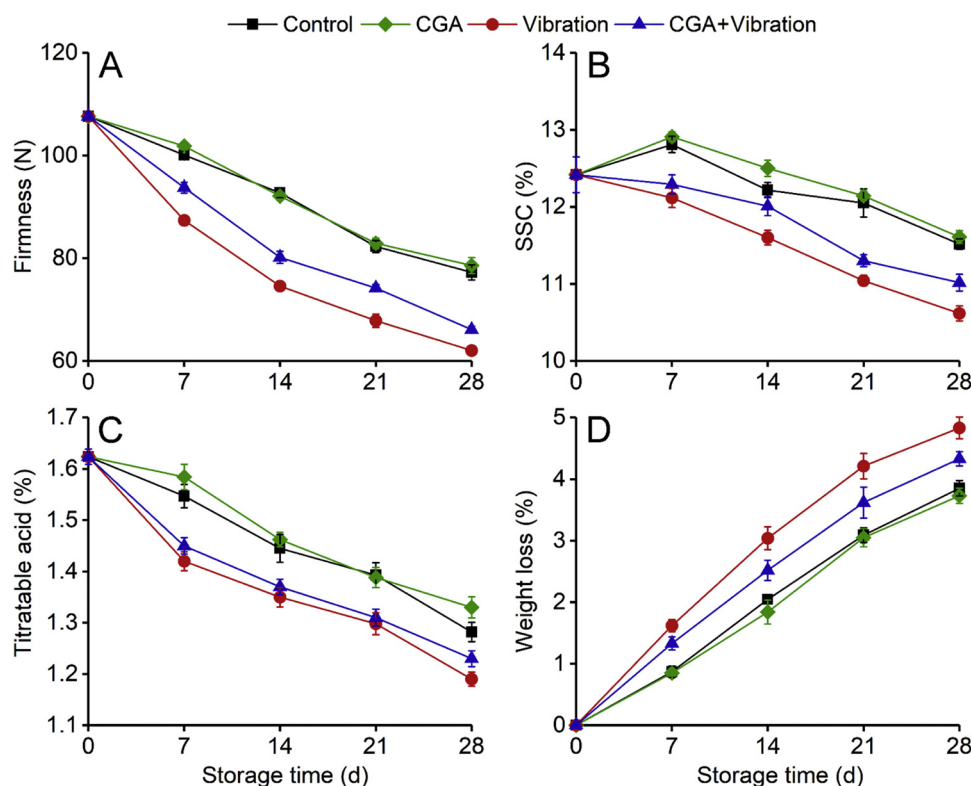 Control CGA Vibration CGA+Vibration
A
120
100
80
60
Firmness (N)
0 7 14 21 28
B
14
13
12
11
10
SSC (%)
0 7 14 21 28
C
1.7
1.6
1.5
1.4
1.3
1.2
1.1
Titratable acid (%)
0 7 14 21 28
Storage time (d)
D
5
4
3
2
1
0
Weight loss (%)
0 7 14 21 28
Storage time (d)